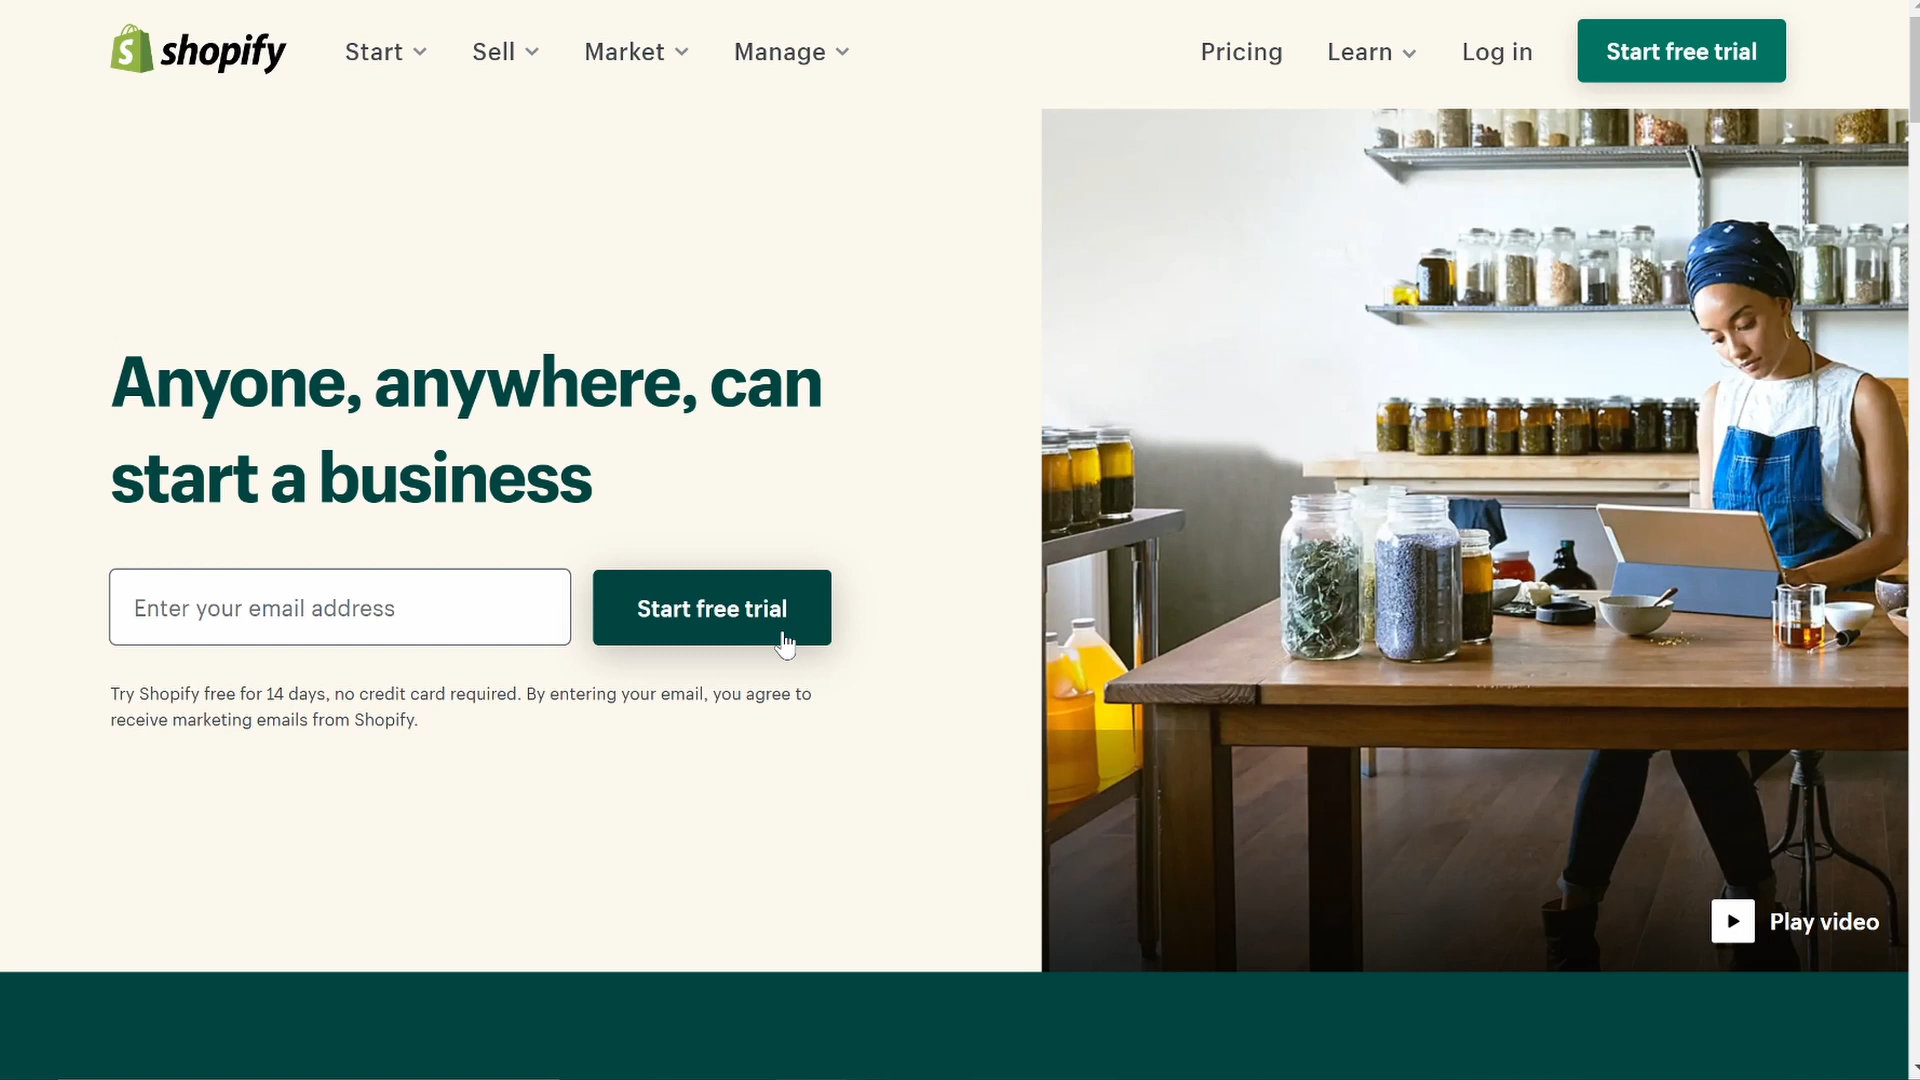 shopify
Start
Sell
Market
Manage
Pricing
Learn
Log in
Start free trial
Anyone, anywhere, can
start a business
Enter your email address
Start free trial
Try Shopify free for 14 days, no credit card required. By entering your email, you agree to
receive marketing emails from Shopify.
Play video